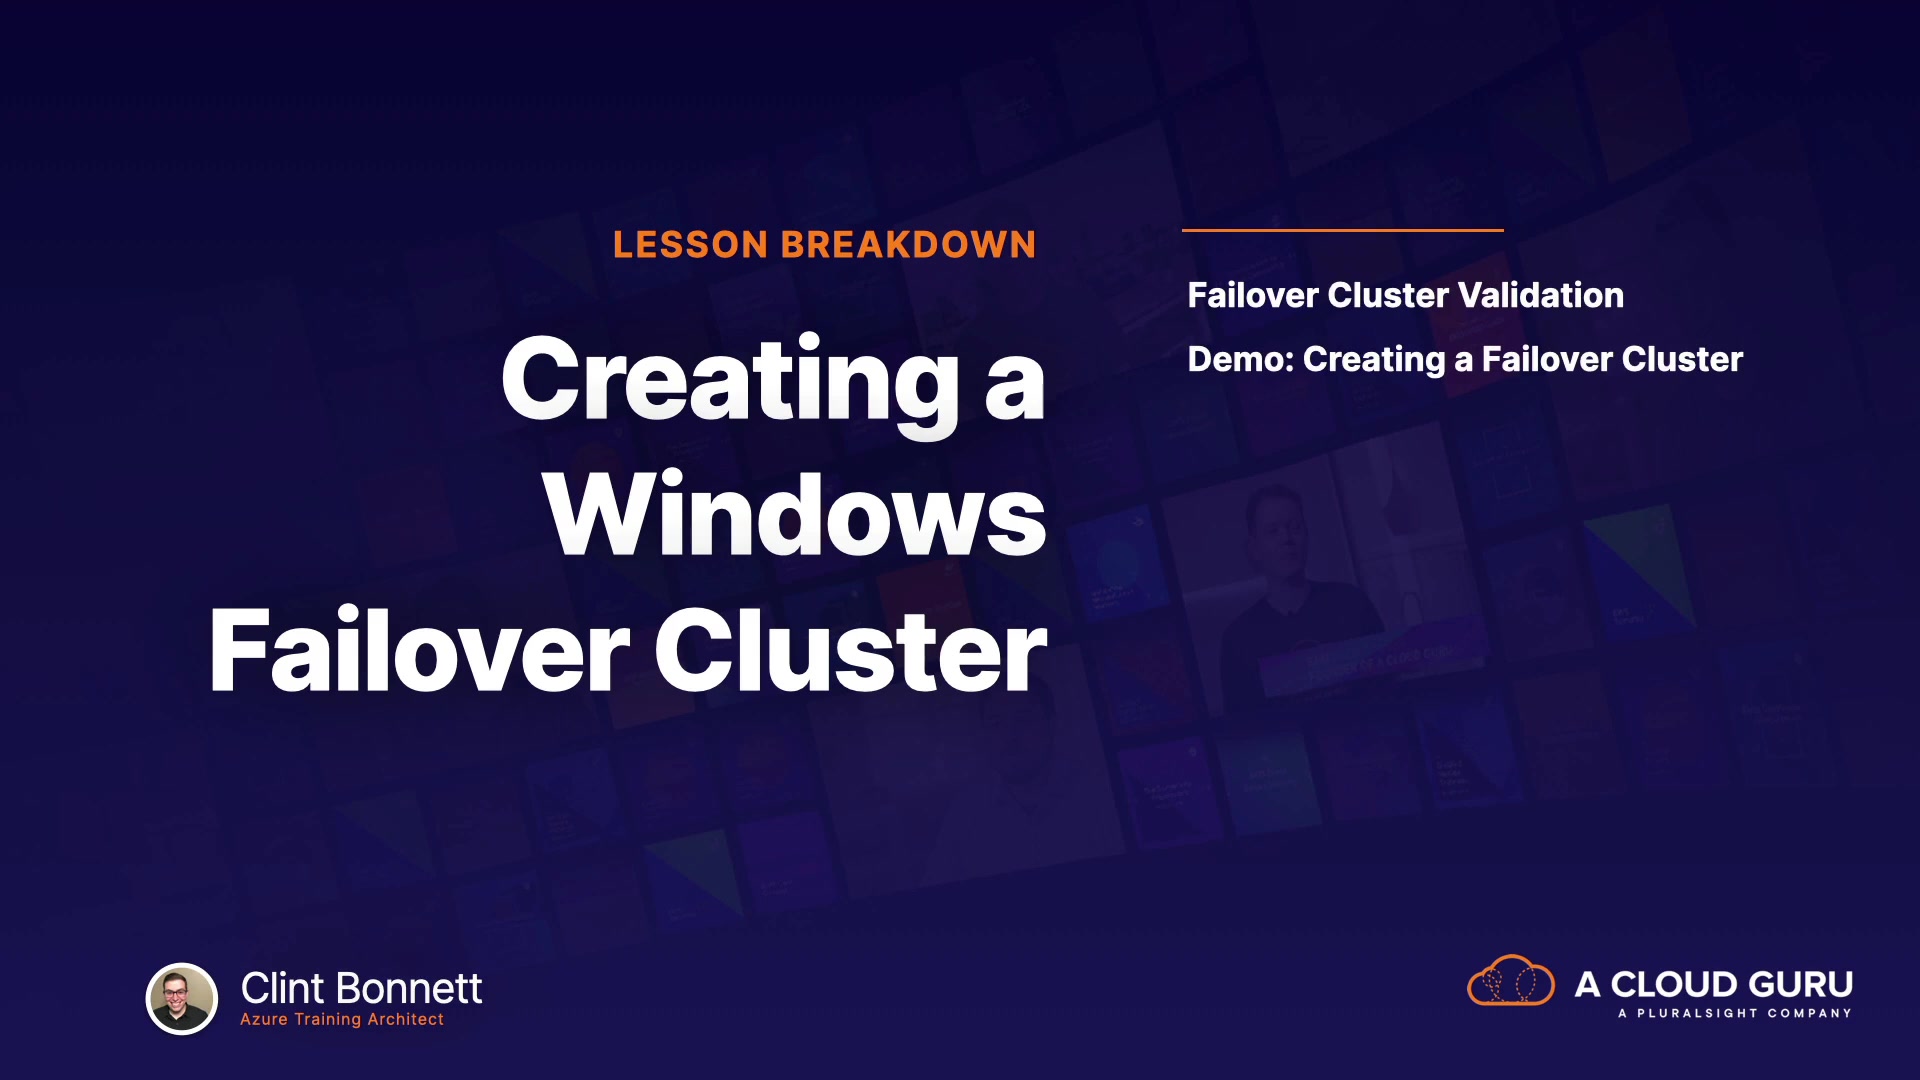 LESSON BREAKDOWN
Creating a
Windows
Failover Cluster
Failover Cluster Validation
Demo: Creating a Failover Cluster
Clint Bonnett
Azure Training Architect
A CLOUD GURU
A PLURALSIGHT COMPANY